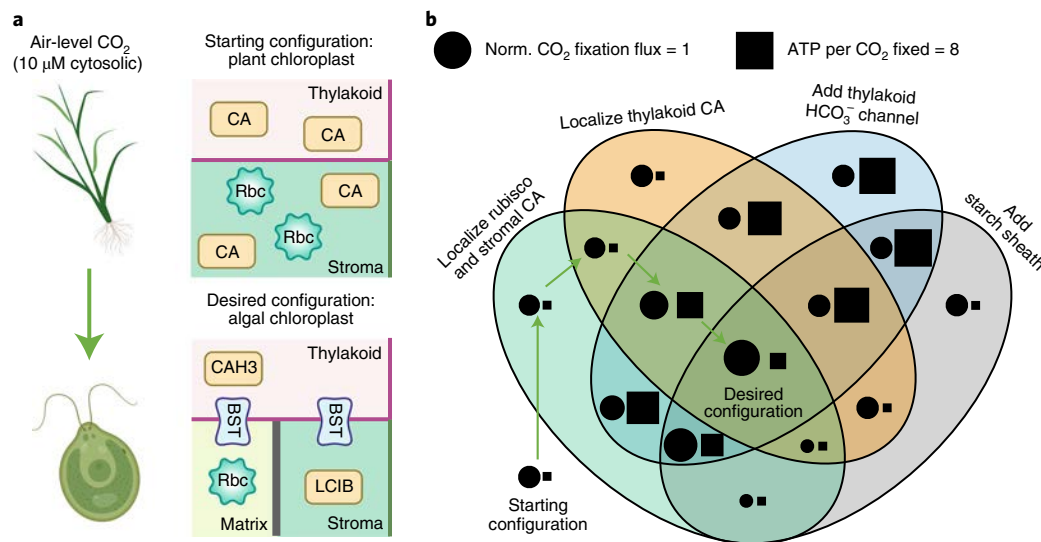 a
Air-level CO₂
(10 μM cytosolic)
Starting configuration:
plant chloroplast
Thylakoid
CA
CA
Rbc
CA
Rbc
CA
Stroma
Desired configuration:
algal chloroplast
Thylakoid
CAH3
BST
BST
Rbc
LCIB
Matrix
Stroma
b
Norm. CO₂ fixation flux = 1
ATP per CO₂ fixed = 8
Localize thylakoid CA
Add thylakoid
HCO₃⁻ channel
Localize rubisco
and stromal CA
Add
starch sheath
Desired
configuration
Starting
configuration